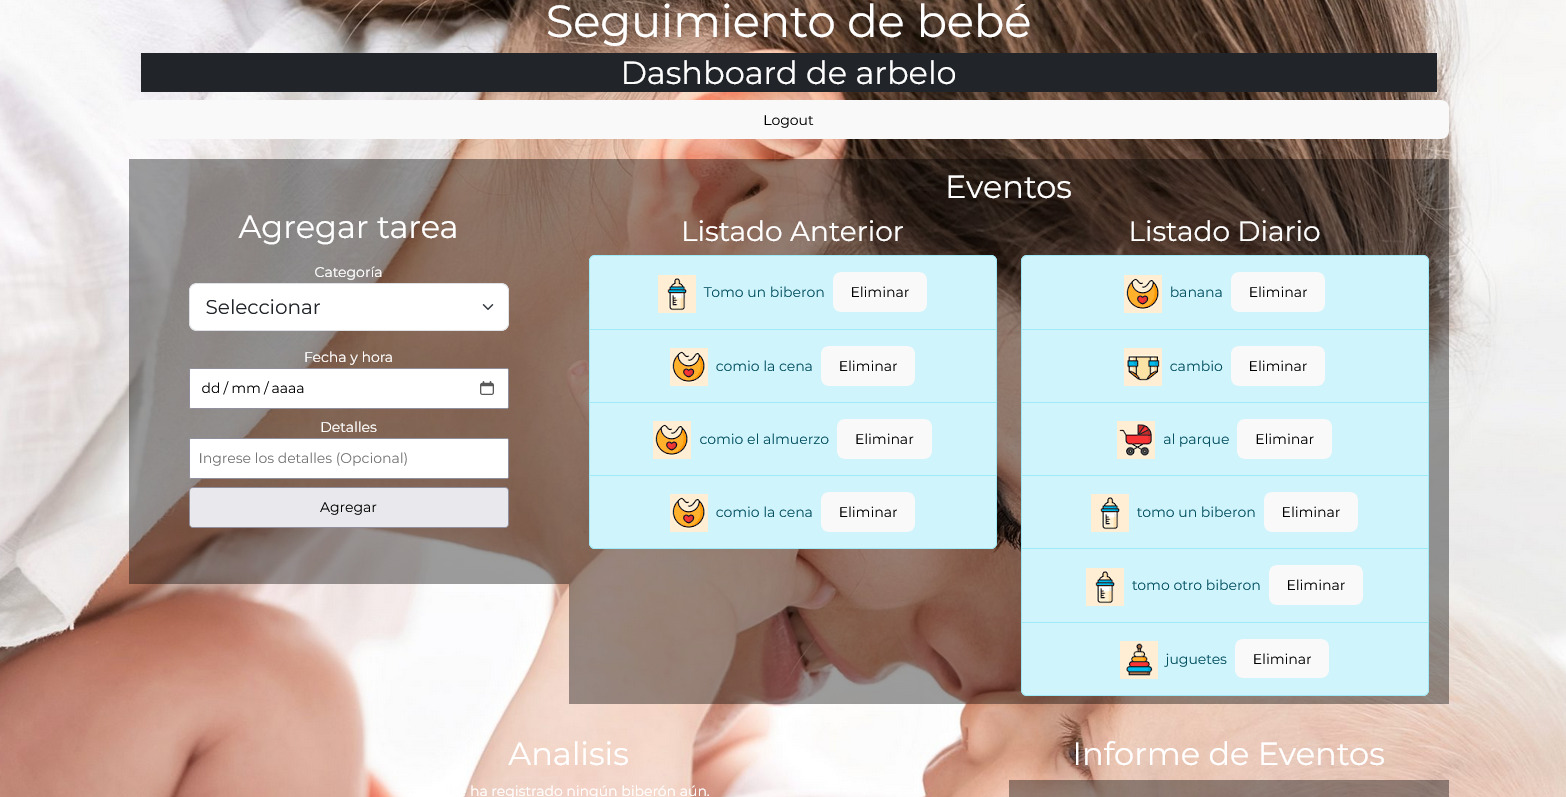 Seguimiento de bebé
Dashboard de arbelo
Logout
Agregar tarea
Categoría
Seleccionar
Fecha y hora
dd / mm / aaaa
Detalles
Ingrese los detalles (Opcional)
Agregar
Eventos
Listado Anterior
Tomo un biberon Eliminar
comio la cena Eliminar
comio el almuerzo Eliminar
comio la cena Eliminar
Listado Diario
banana Eliminar
cambio Eliminar
al parque Eliminar
tomo un biberon Eliminar
tomo otro biberon Eliminar
juguetes Eliminar
Analisis
ha registrado ningún biberón aún.
Informe de Eventos